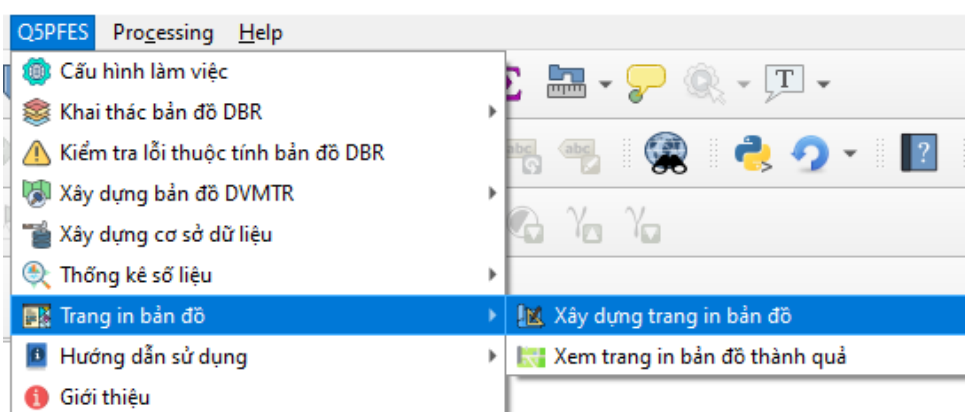 Q5PFES Processing Help
Cấu hình làm việc
Khai thác bản đồ DBR
Kiểm tra lỗi thuộc tính bản đồ DBR
Xây dựng bản đồ DVMTR
Xây dựng cơ sở dữ liệu
Thống kê số liệu
Trang in bản đồ
Xây dựng trang in bản đồ
Hướng dẫn sử dụng
Xem trang in bản đồ thành quả
Giới thiệu
T
abc
abc
?